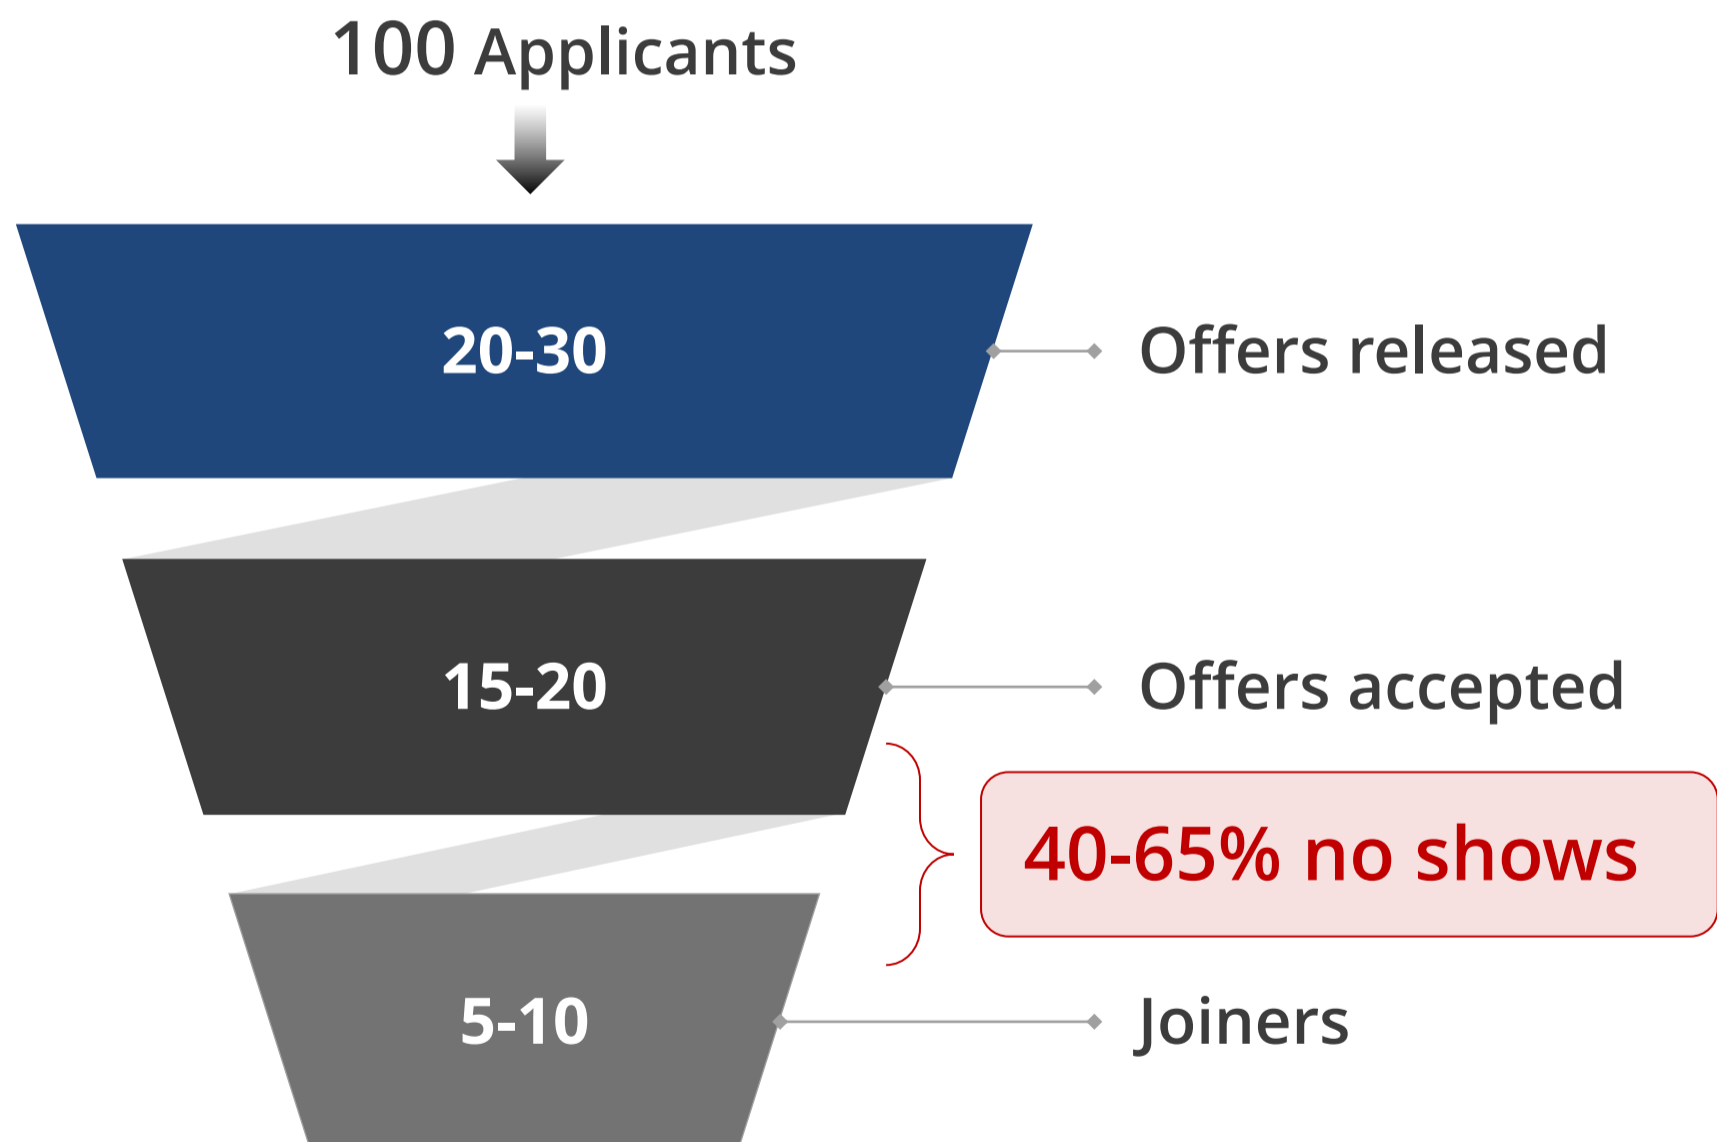 100 Applicants
20-30
Offers released
15-20
Offers accepted
40-65% no shows
5-10
Joiners